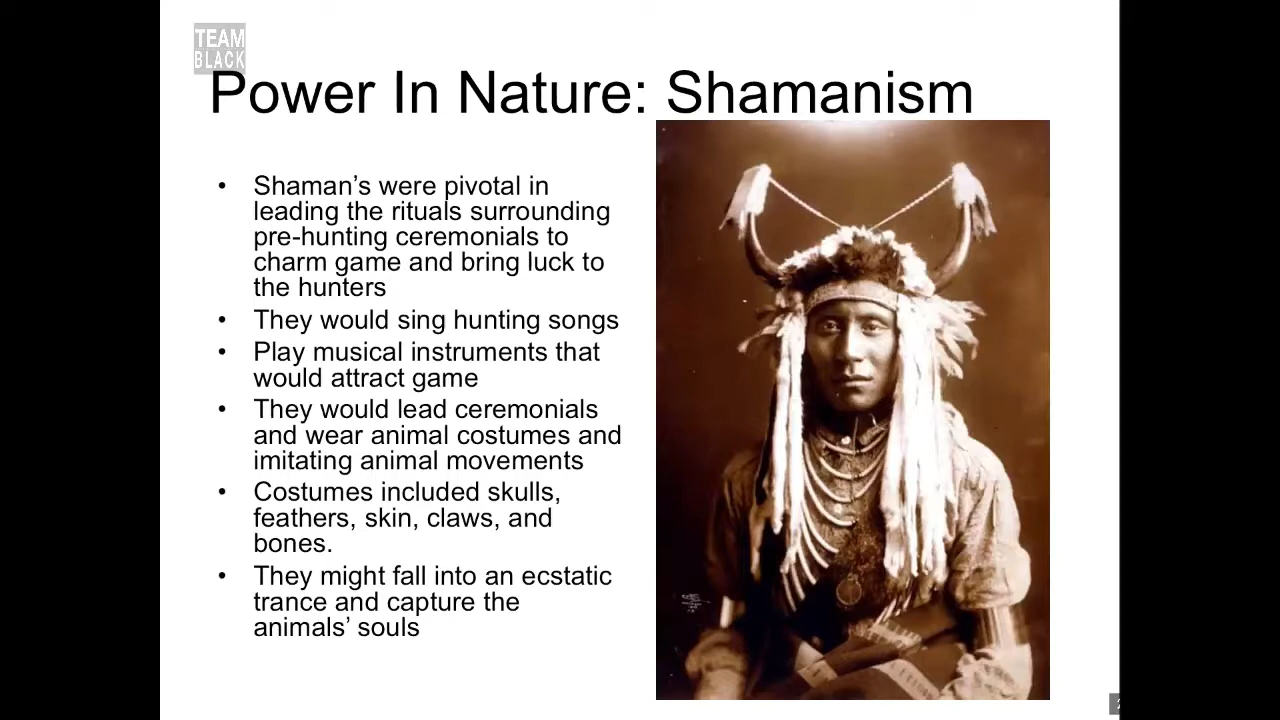 TEAM
BLACK
Power In Nature: Shamanism
• Shaman's were pivotal in
leading the rituals surrounding
pre-hunting ceremonials to
charm game and bring luck to
the hunters
• They would sing hunting songs
• Play musical instruments that
would attract game
• They would lead ceremonials
and wear animal costumes and
imitating animal movements
• Costumes included skulls,
feathers, skin, claws, and
bones.
• They might fall into an ecstatic
trance and capture the
animals' souls